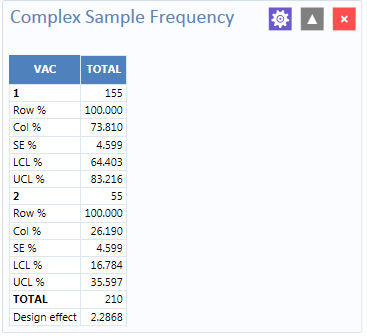 Complex Sample Frequency
VAC TOTAL
1 155
Row % 100.000
Col % 73.810
SE % 4.599
LCL % 64.403
UCL % 83.216
2 55
Row % 100.000
Col % 26.190
SE % 4.599
LCL % 16.784
UCL % 35.597
TOTAL 210
Design effect 2.2868